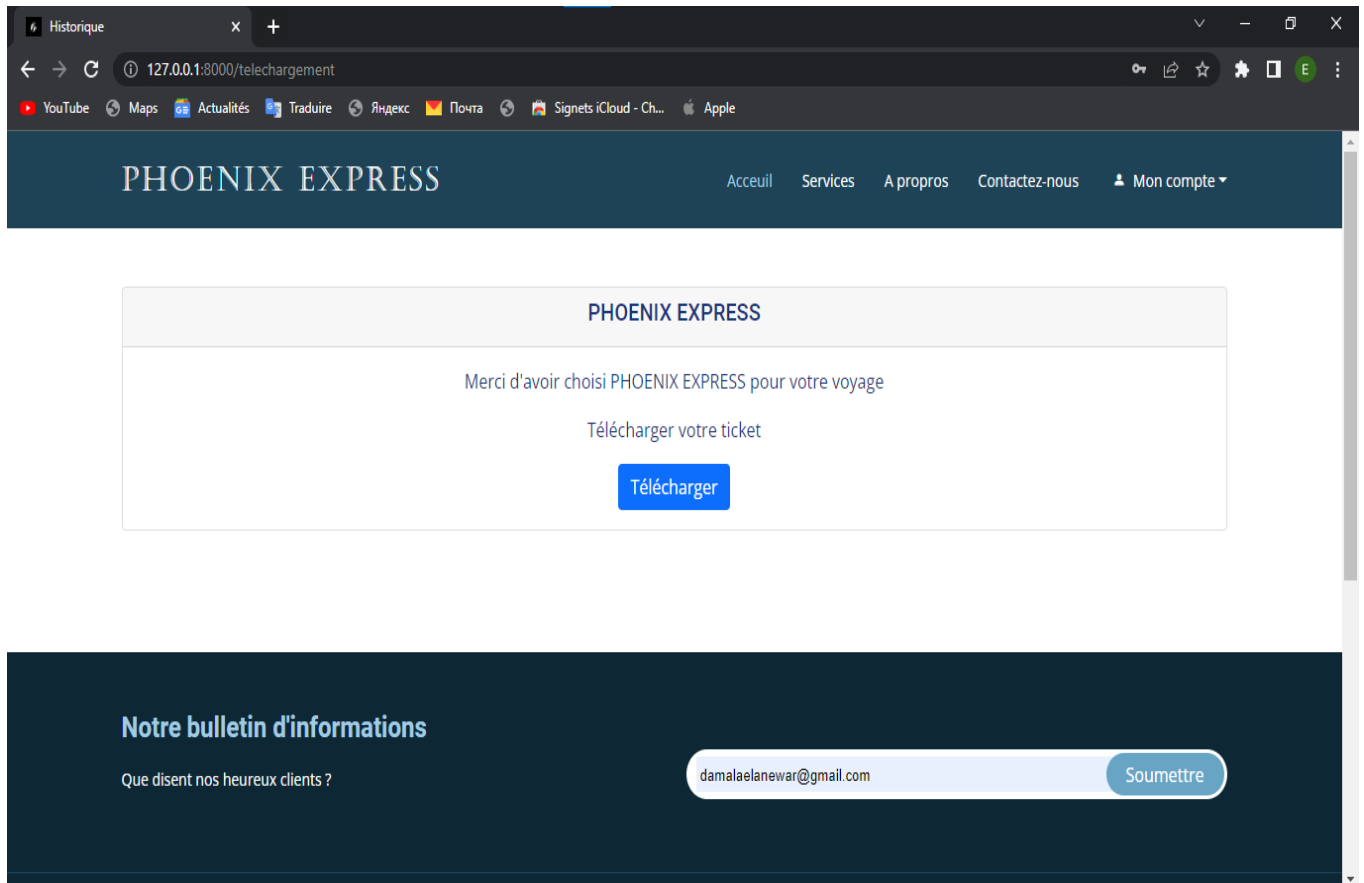 Historique
127.0.0.1:8000/telechargement
E
YouTube Maps Actualités Traduire Яндекс Почта Signets iCloud - Ch... Apple
PHOENIX EXPRESS
Acceuil Services A propros Contactez-nous Mon compte
PHOENIX EXPRESS
Merci d'avoir choisi PHOENIX EXPRESS pour votre voyage
Télécharger votre ticket
Télécharger
Notre bulletin d'informations
Que disent nos heureux clients ?
damalaelanewar@gmail.com
Soumettre